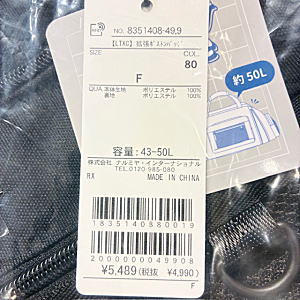 NO. 8351408-49,9
【LTXC】拡張ボストンバッグ
SIZE
CLX.
80
F
QUA. 本体生地 ポリエステル 100%
裏地 ポリエステル 100%
容量: 43~50L
株式会社 ナルミヤ・インターナショナル
TEL.0120-985-080
RX MADE IN CHINA
1835140880019
2000000049908
¥5,489(税抜 ¥4,990)
F
約50L